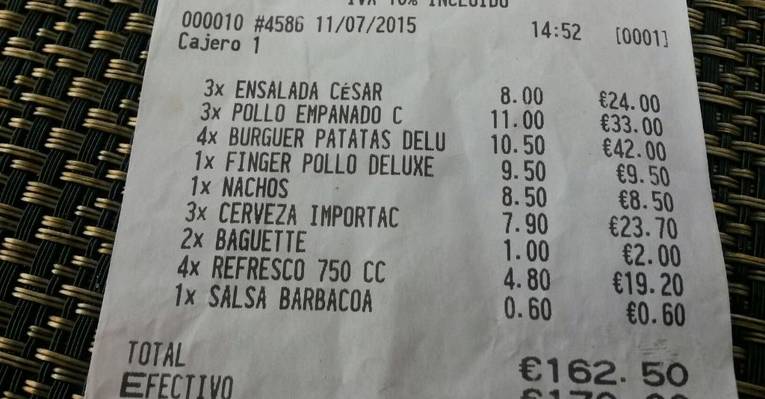 IVA 10% INCLUIDO
000010 #4586 11/07/2015 14:52 [0001]
Cajero 1
3x ENSALADA CéSAR 8.00 €24.00
3x POLLO EMPANADO C 11.00 €33.00
4x BURGUER PATATAS DELU 10.50 €42.00
1x FINGER POLLO DELUXE 9.50 €9.50
1x NACHOS 8.50 €8.50
3x CERVEZA IMPORTAC 7.90 €23.70
2x BAGUETTE 1.00 €2.00
4x REFRESCO 750 CC 4.80 €19.20
1x SALSA BARBACOA 0.60 €0.60
TOTAL €162.50
EFECTIVO